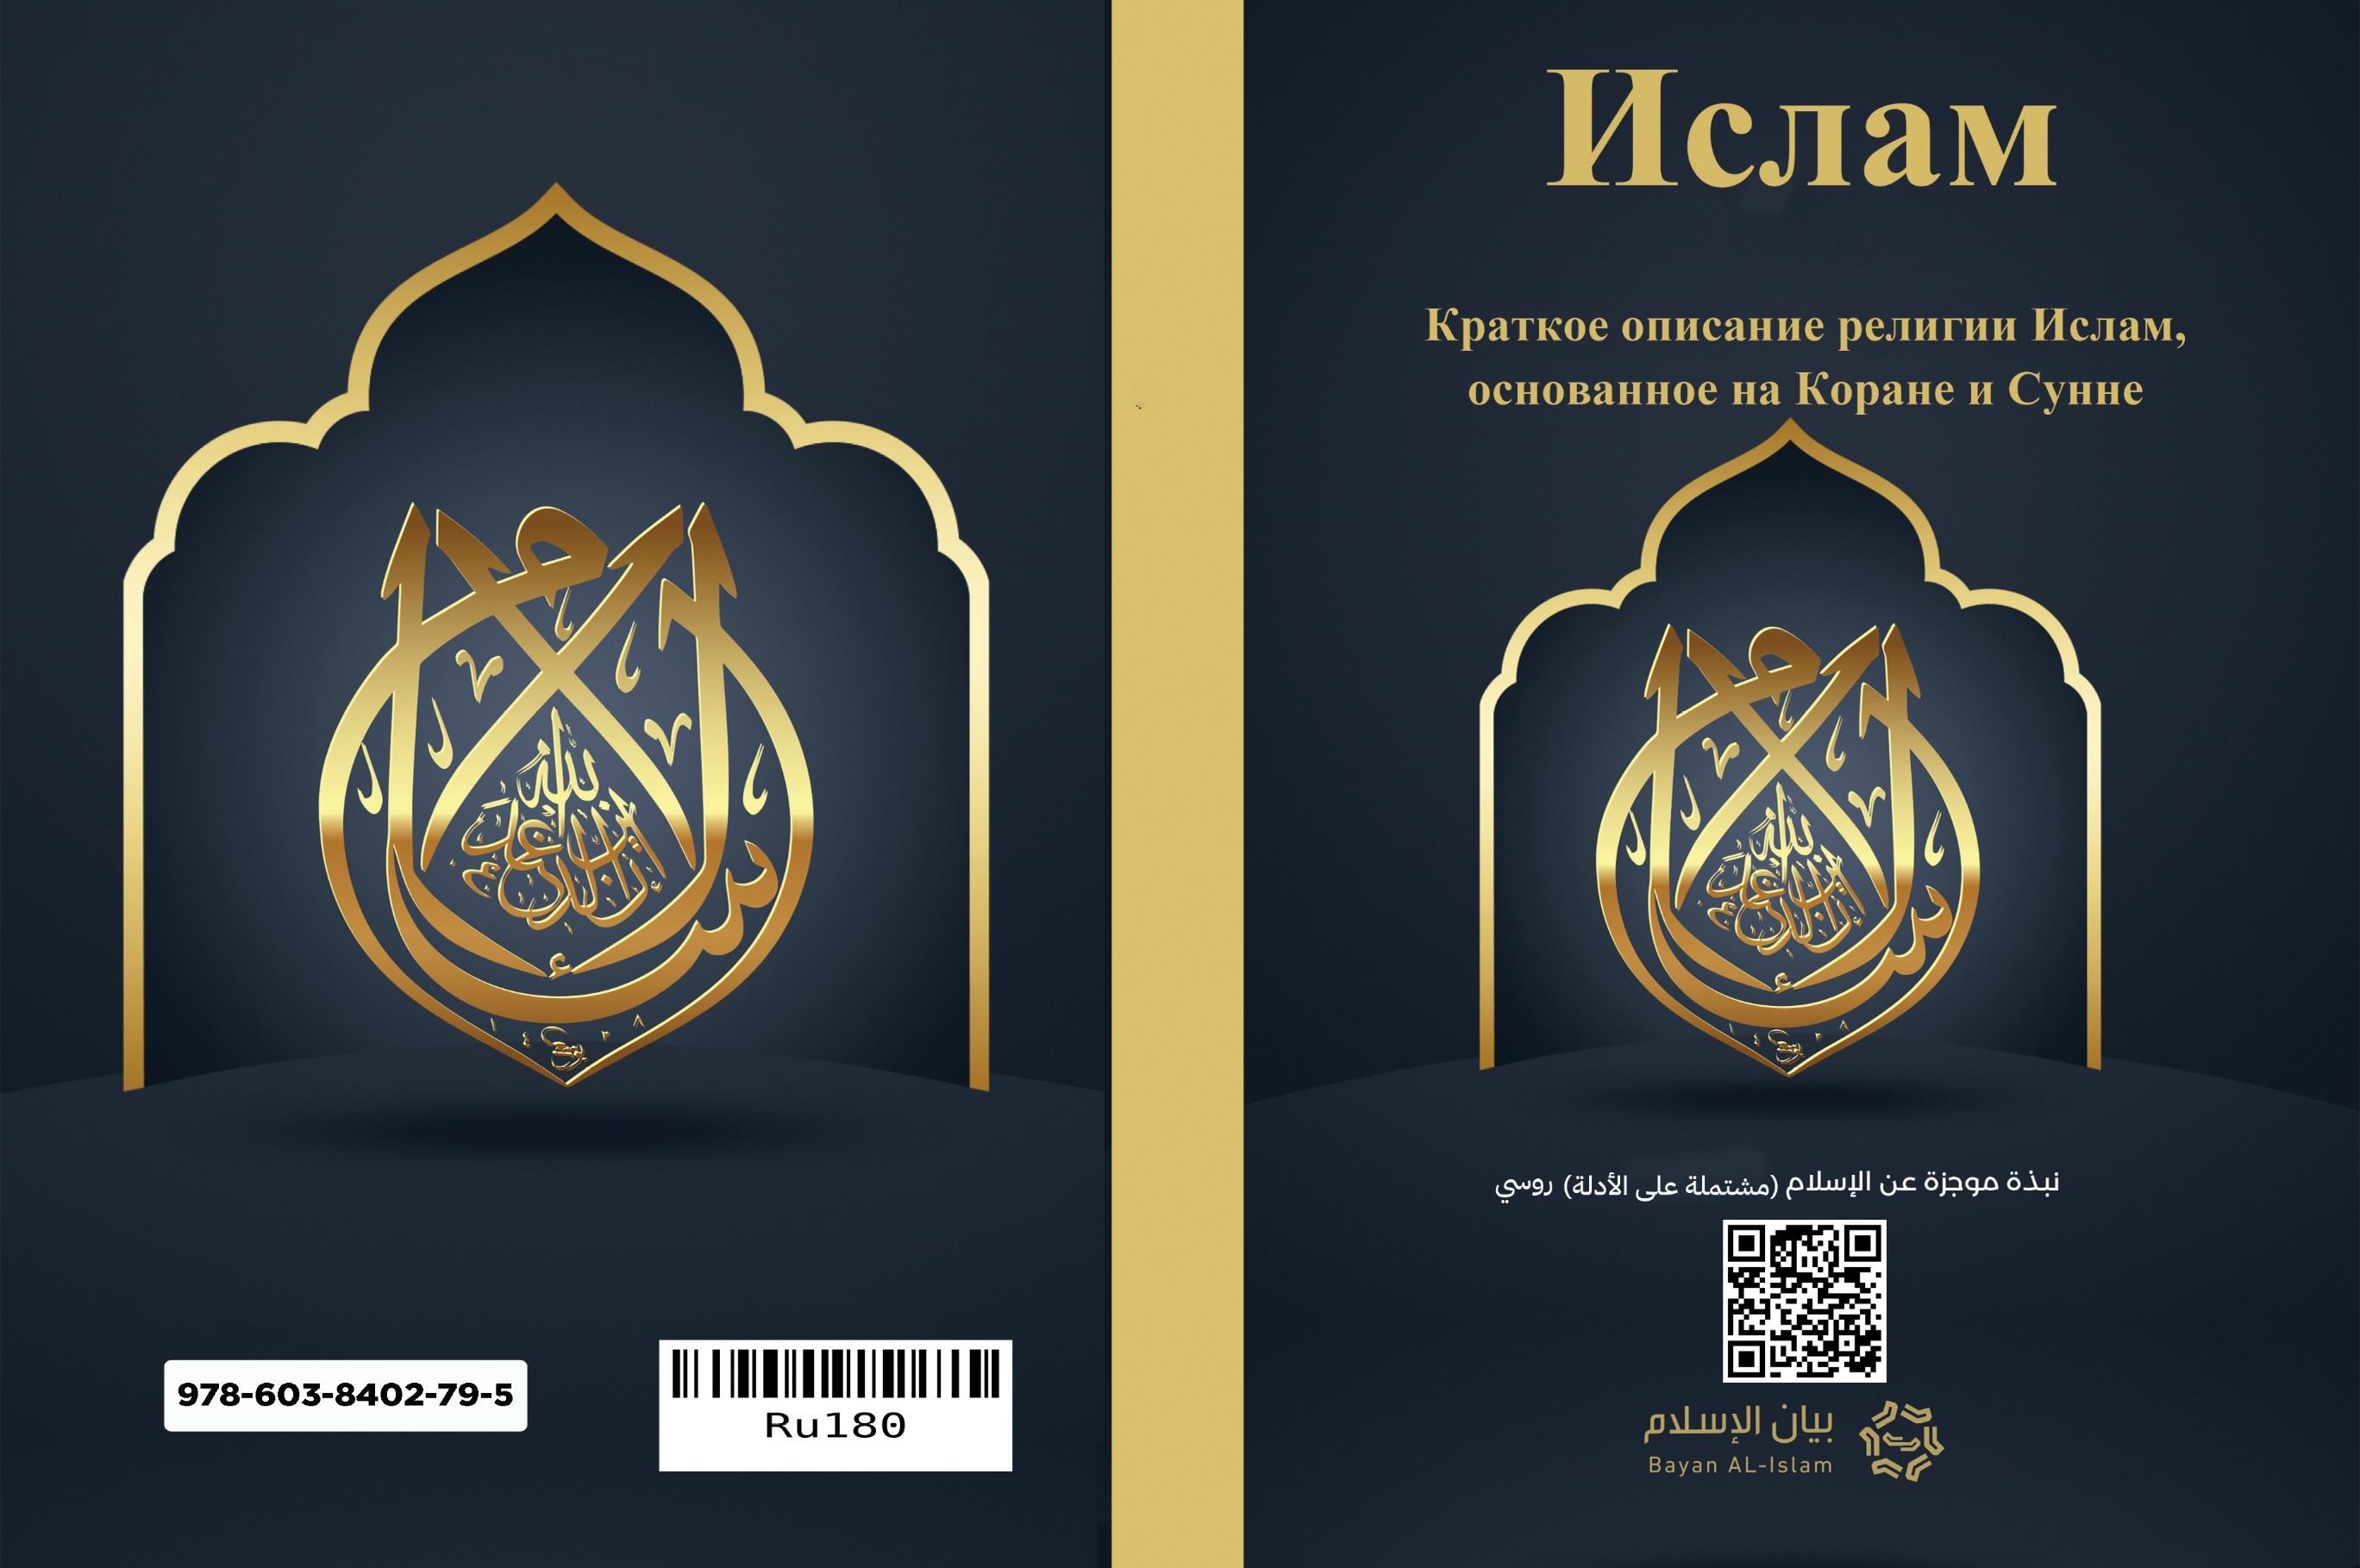 Ислам
Краткое описание религии Ислам,
основанное на Коране и Сунне
نبذة موجزة عن الإسلام (مشتملة على الأدلة) روسي
بيان الإسلام
Bayan AL-Islam
978-603-8402-79-5
Ru180